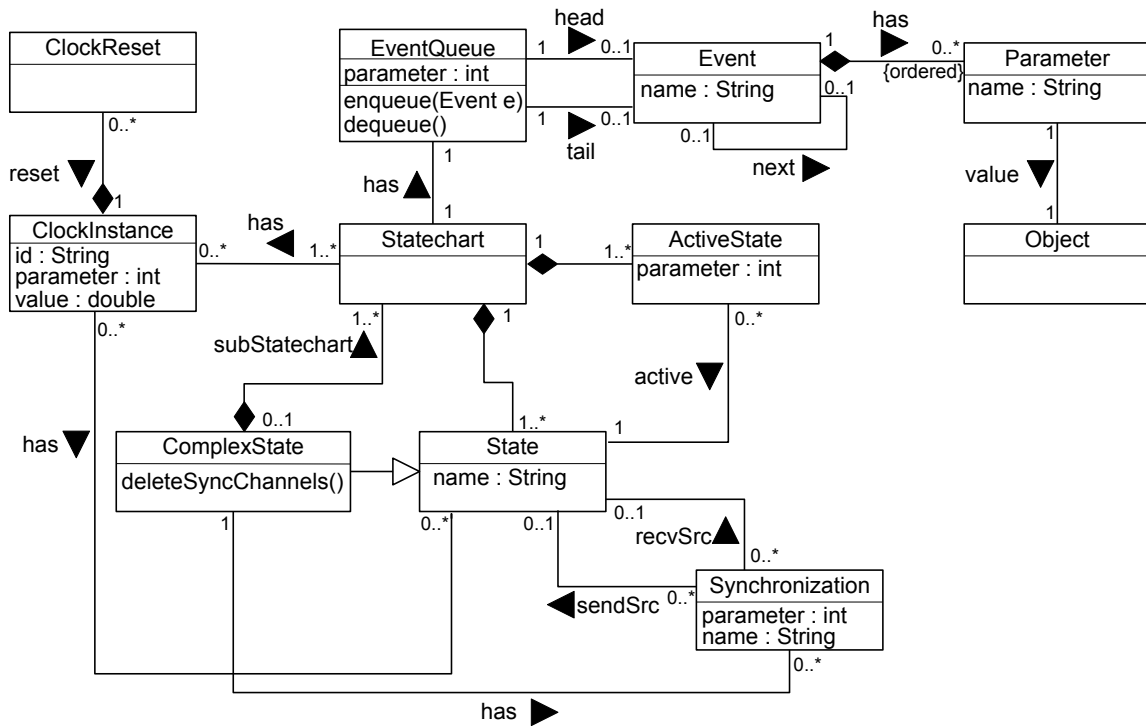 head
has
ClockReset
EventQueue
parameter : int
enqueue(Event e)
dequeue()
1
0..1
1
0..1
tail
Event
name : String
1
0..*
{ordered}
0..1
0..1
next
Parameter
name : String
1
value
1
Object
0..*
reset
1
1
has
1
ClockInstance
id : String
parameter : int
value : double
has
0..*
1..*
Statechart
1
1..*
ActiveState
parameter : int
0..*
1..*
1
0..*
subStatechart
active
has
0..1
1..*
1
ComplexState
deleteSyncChannels()
State
name : String
1
0..*
0..1
0..1
recvSrc
0..*
sendSrc
0..*
Synchronization
parameter : int
name : String
0..*
has